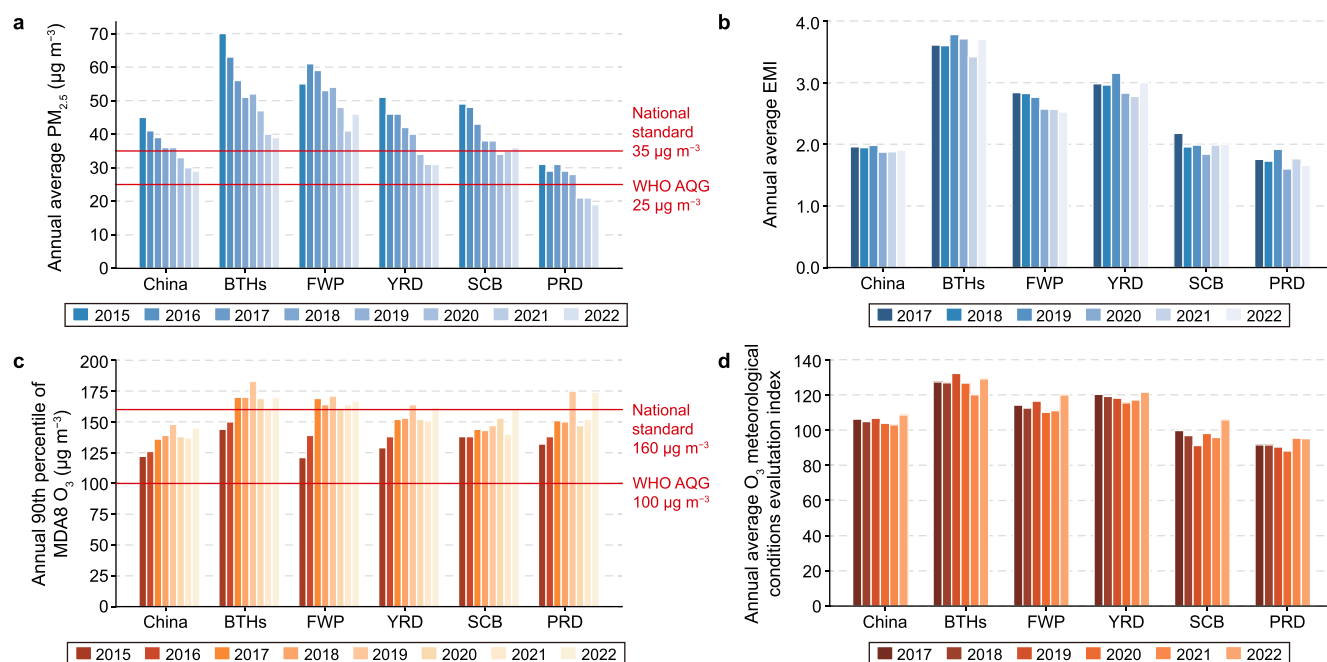 a
Annual average PM2.5 (µg m−3)
70
60
50
40
30
20
10
0
China BTHs FWP YRD SCB PRD
National
standard
35 µg m−3
WHO AQG
25 µg m−3
2015 2016 2017 2018 2019 2020 2021 2022
b
Annual average EMI
4.0
3.0
2.0
1.0
0.0
China BTHs FWP YRD SCB PRD
2017 2018 2019 2020 2021 2022
c
Annual 90th percentile of
MDA8 O3 (µg m−3)
200
175
150
125
100
75
50
25
0
China BTHs FWP YRD SCB PRD
National
standard
160 µg m−3
WHO AQG
100 µg m−3
2015 2016 2017 2018 2019 2020 2021 2022
d
Annual average O3 meteorological
conditions evalutation index
140
120
100
80
60
40
20
0
China BTHs FWP YRD SCB PRD
2017 2018 2019 2020 2021 2022